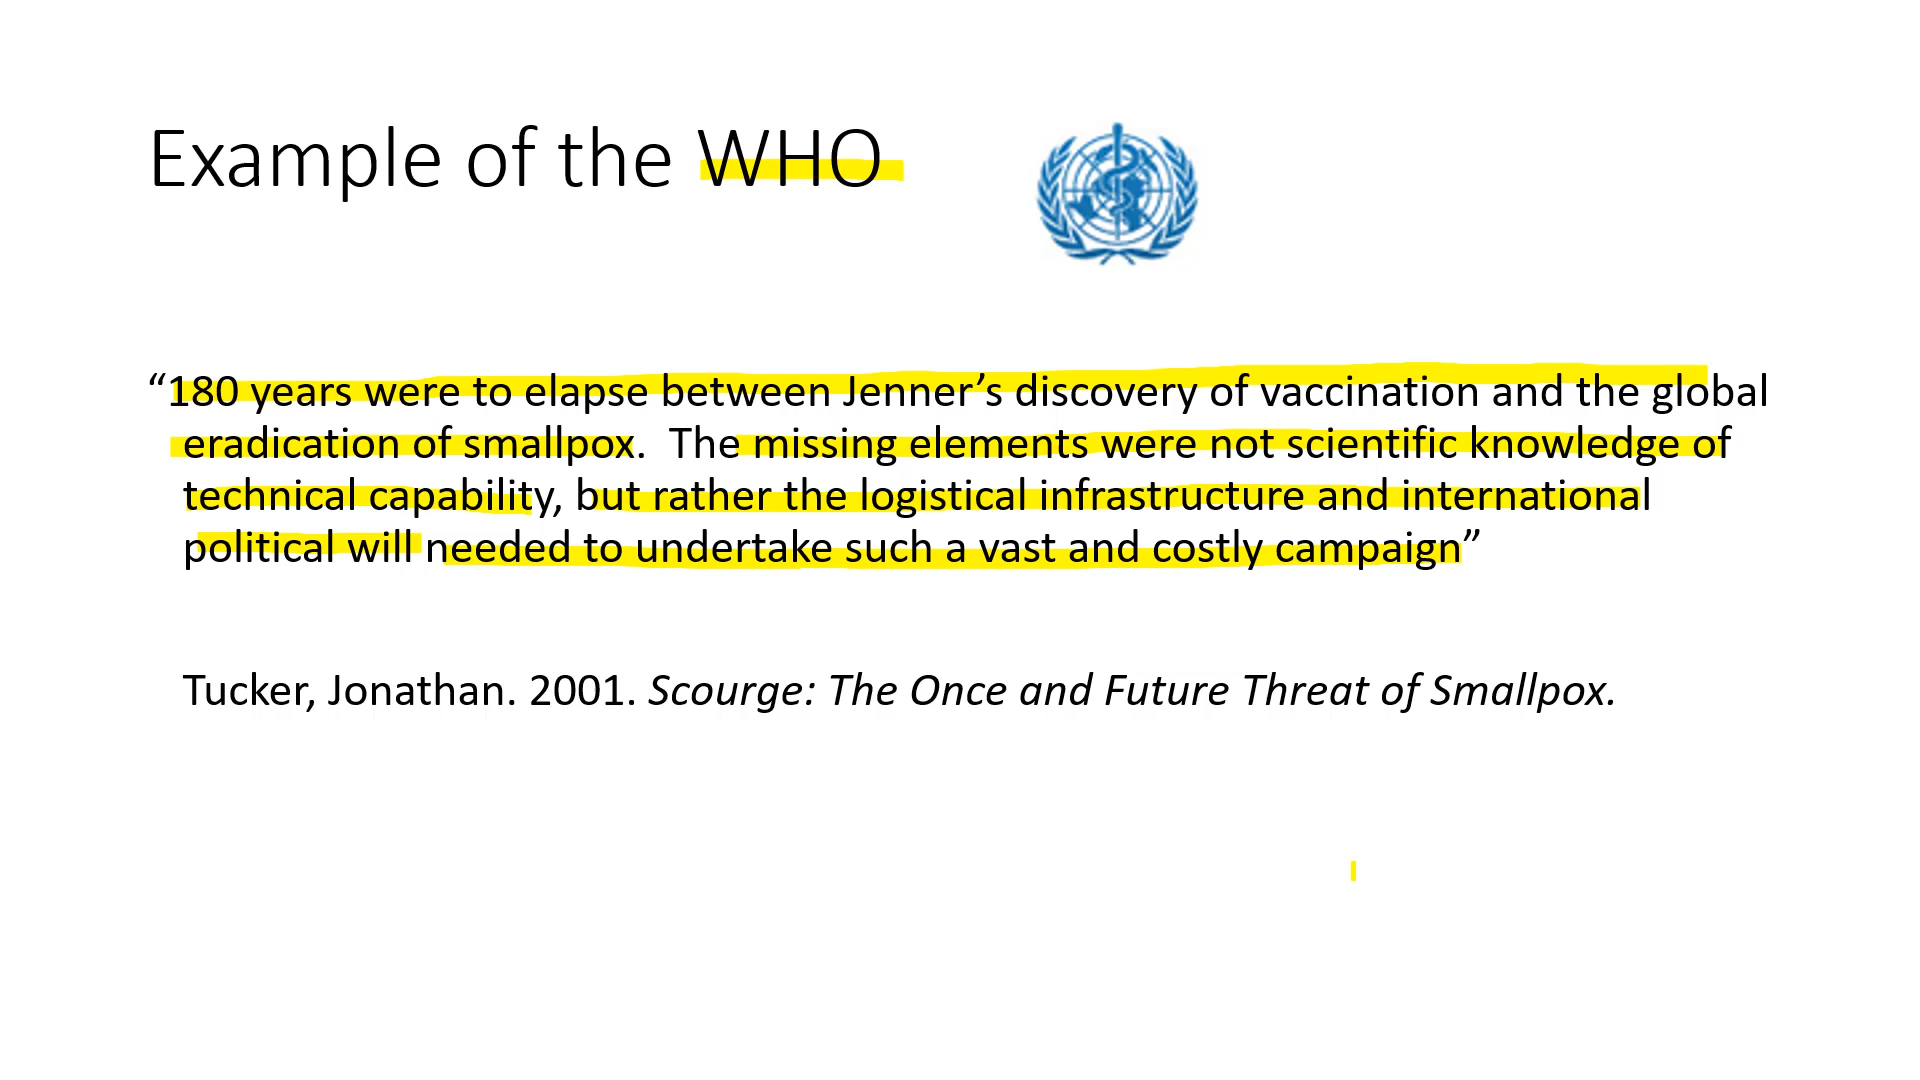 Example of the WHO
“180 years were to elapse between Jenner’s discovery of vaccination and the global
eradication of smallpox.  The missing elements were not scientific knowledge of
technical capability, but rather the logistical infrastructure and international
political will needed to undertake such a vast and costly campaign”
Tucker, Jonathan. 2001. Scourge: The Once and Future Threat of Smallpox.